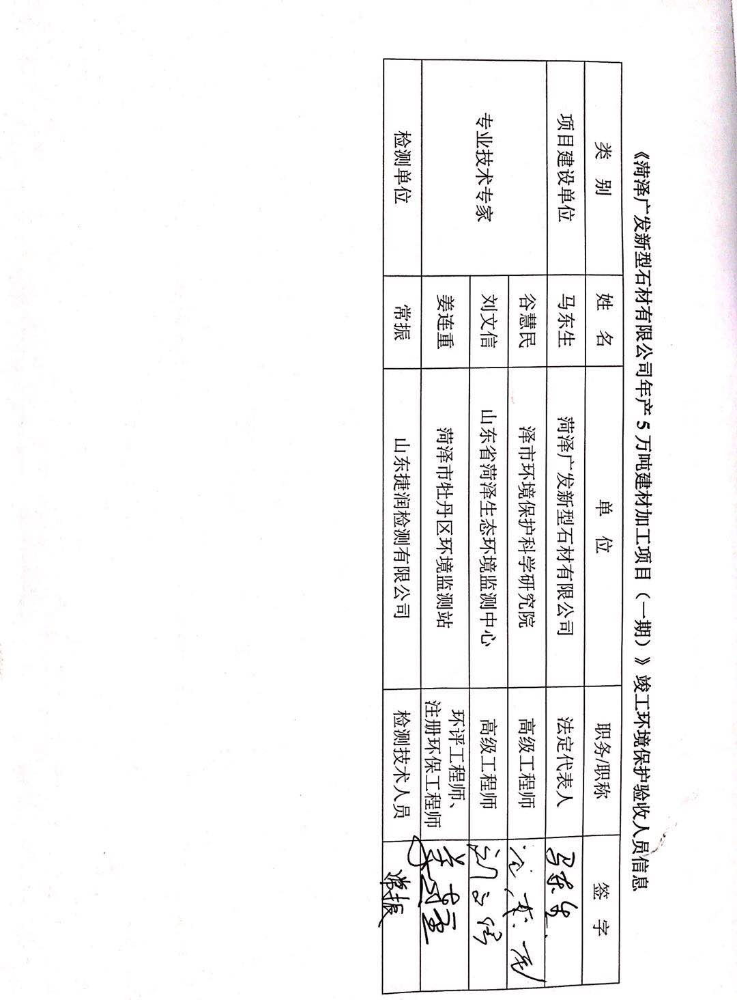 《菏泽广发新型石材有限公司年产 5 万吨建材加工项目（一期）》竣工环境保护验收人员信息
类 别 姓 名 单 位 职务/职称 签 字
项目建设单位 马东生 菏泽广发新型石材有限公司 法定代表人 马东生
专业技术专家 谷慧民 泽市环境保护科学研究院 高级工程师
刘文信 山东省菏泽生态环境监测中心 高级工程师 刘文信
姜连重 菏泽市牡丹区环境监测站 环评工程师、
注册环保工程师
检测单位 常振 山东捷润检测有限公司 检测技术人员 常振